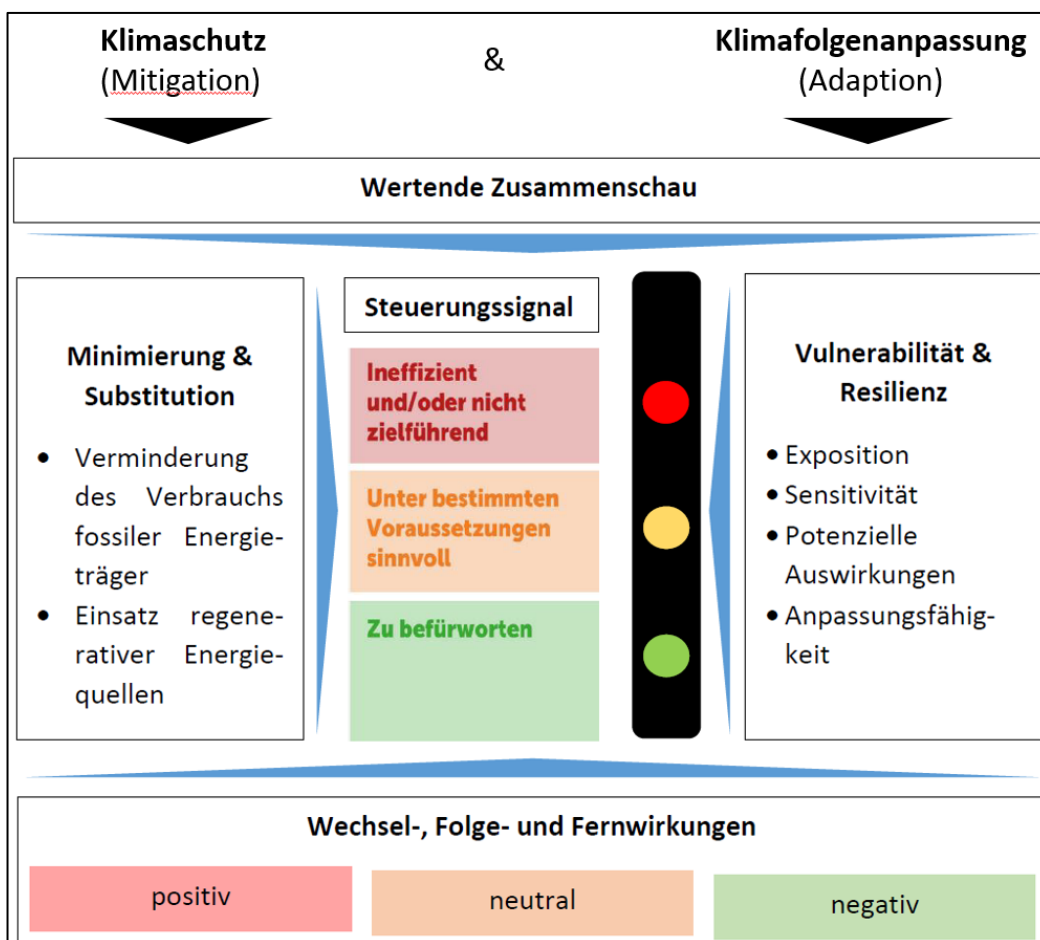 Klimaschutz
(Mitigation)
&
Klimafolgenanpassung
(Adaption)
Wertende Zusammenschau
Minimierung &
Substitution
• Verminderung
des Verbrauchs
fossiler Energie-
träger
• Einsatz regene-
rativer Energie-
quellen
Steuerungssignal
Ineffizient
und/oder nicht
zielführend
Unter bestimmten
Voraussetzungen
sinnvoll
Zu befürworten
Vulnerabilität &
Resilienz
• Exposition
• Sensitivität
• Potenzielle
Auswirkungen
• Anpassungsfähig-
keit
Wechsel-, Folge- und Fernwirkungen
positiv
neutral
negativ